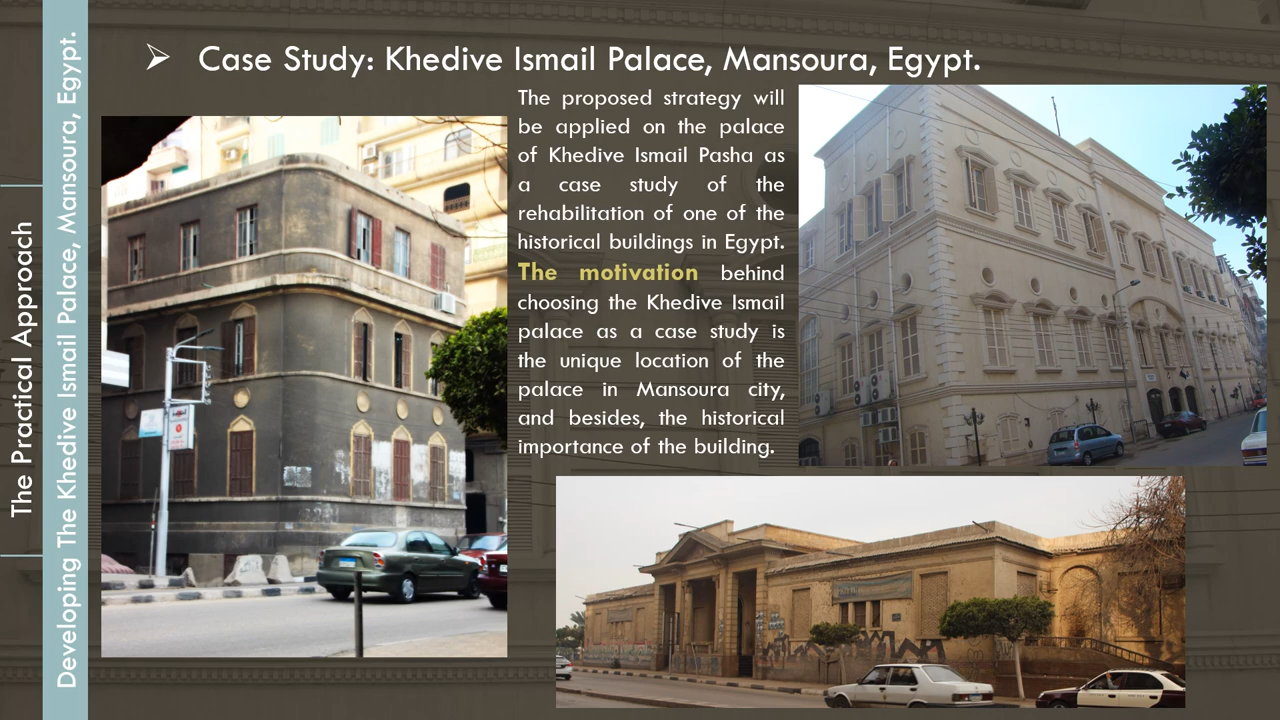 The Practical Approach
Developing The Khedive Ismail Palace, Mansoura, Egypt.
Case Study: Khedive Ismail Palace, Mansoura, Egypt.
The proposed strategy will
be applied on the palace
of Khedive Ismail Pasha as
a case study of the
rehabilitation of one of the
historical buildings in Egypt.
The motivation behind
choosing the Khedive Ismail
palace as a case study is
the unique location of the
palace in Mansoura city,
and besides, the historical
importance of the building.